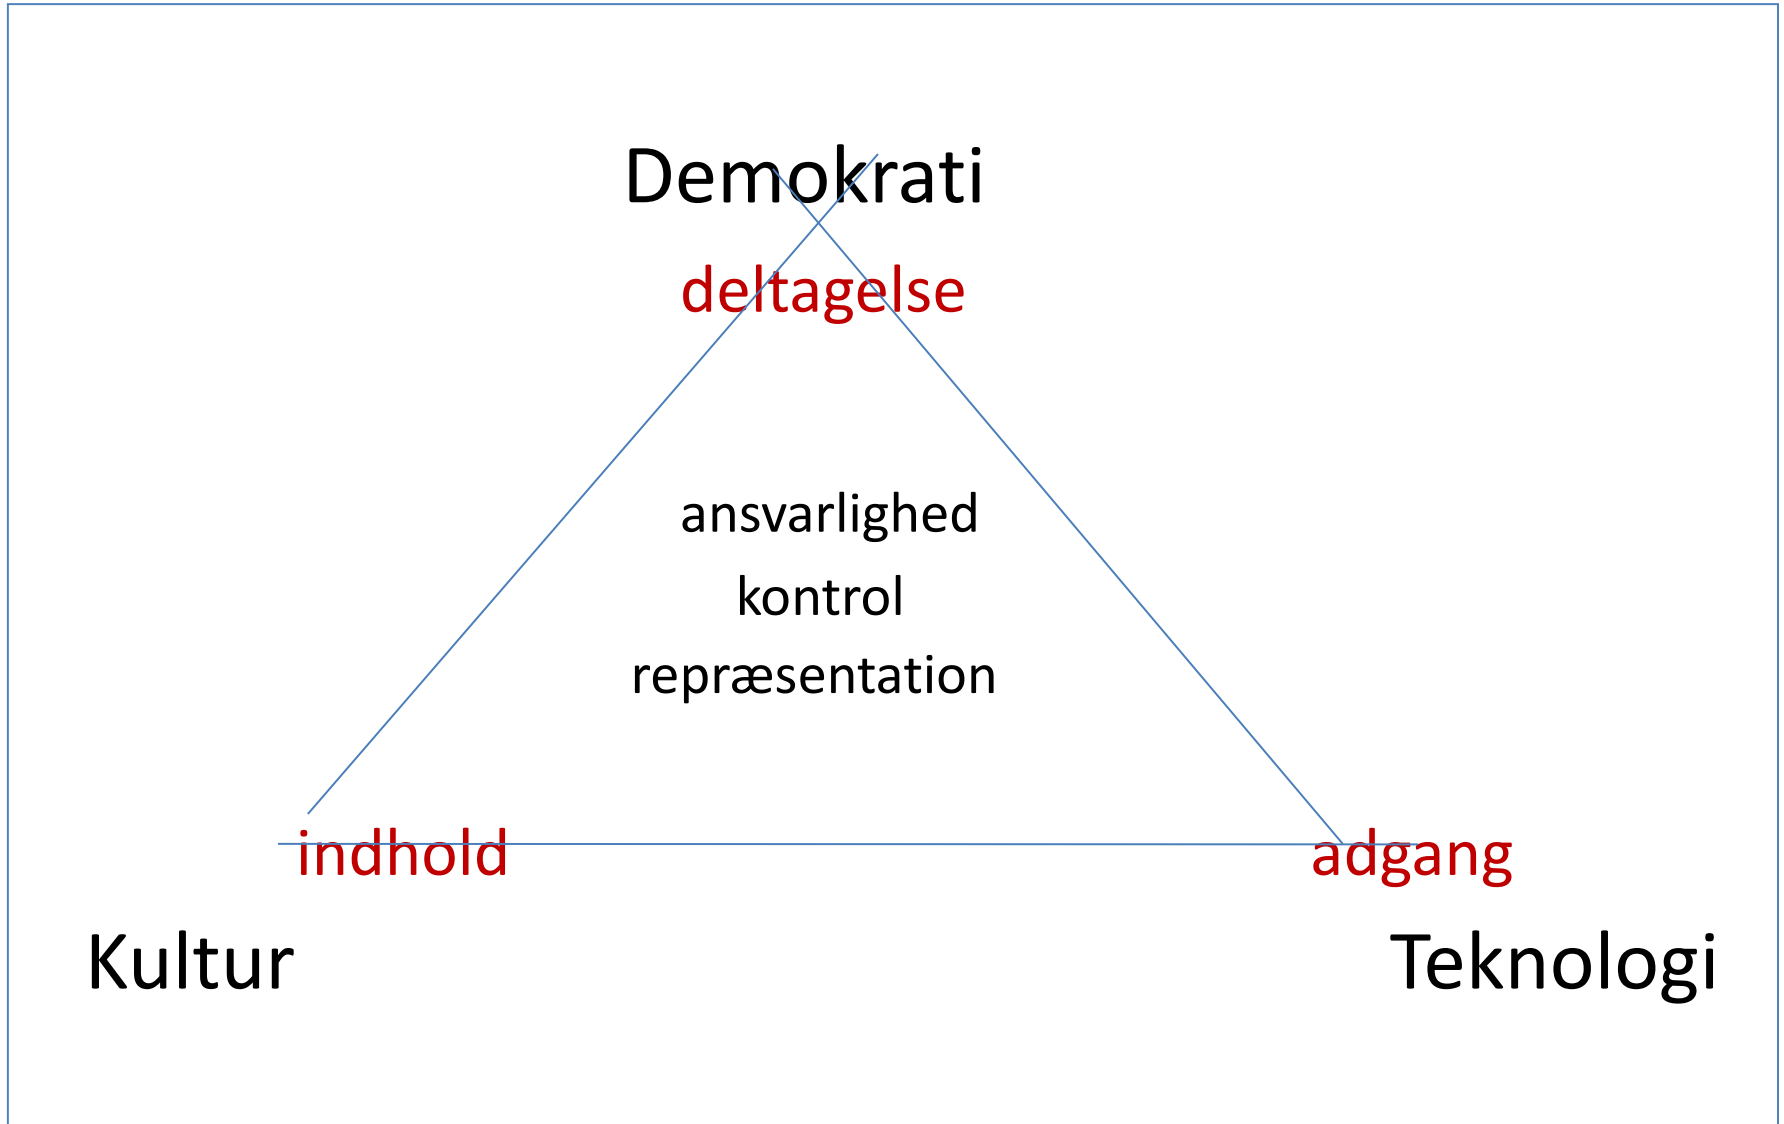 Demokrati
deltagelse
ansvarlighed
kontrol
repræsentation
indhold adgang
Kultur Teknologi